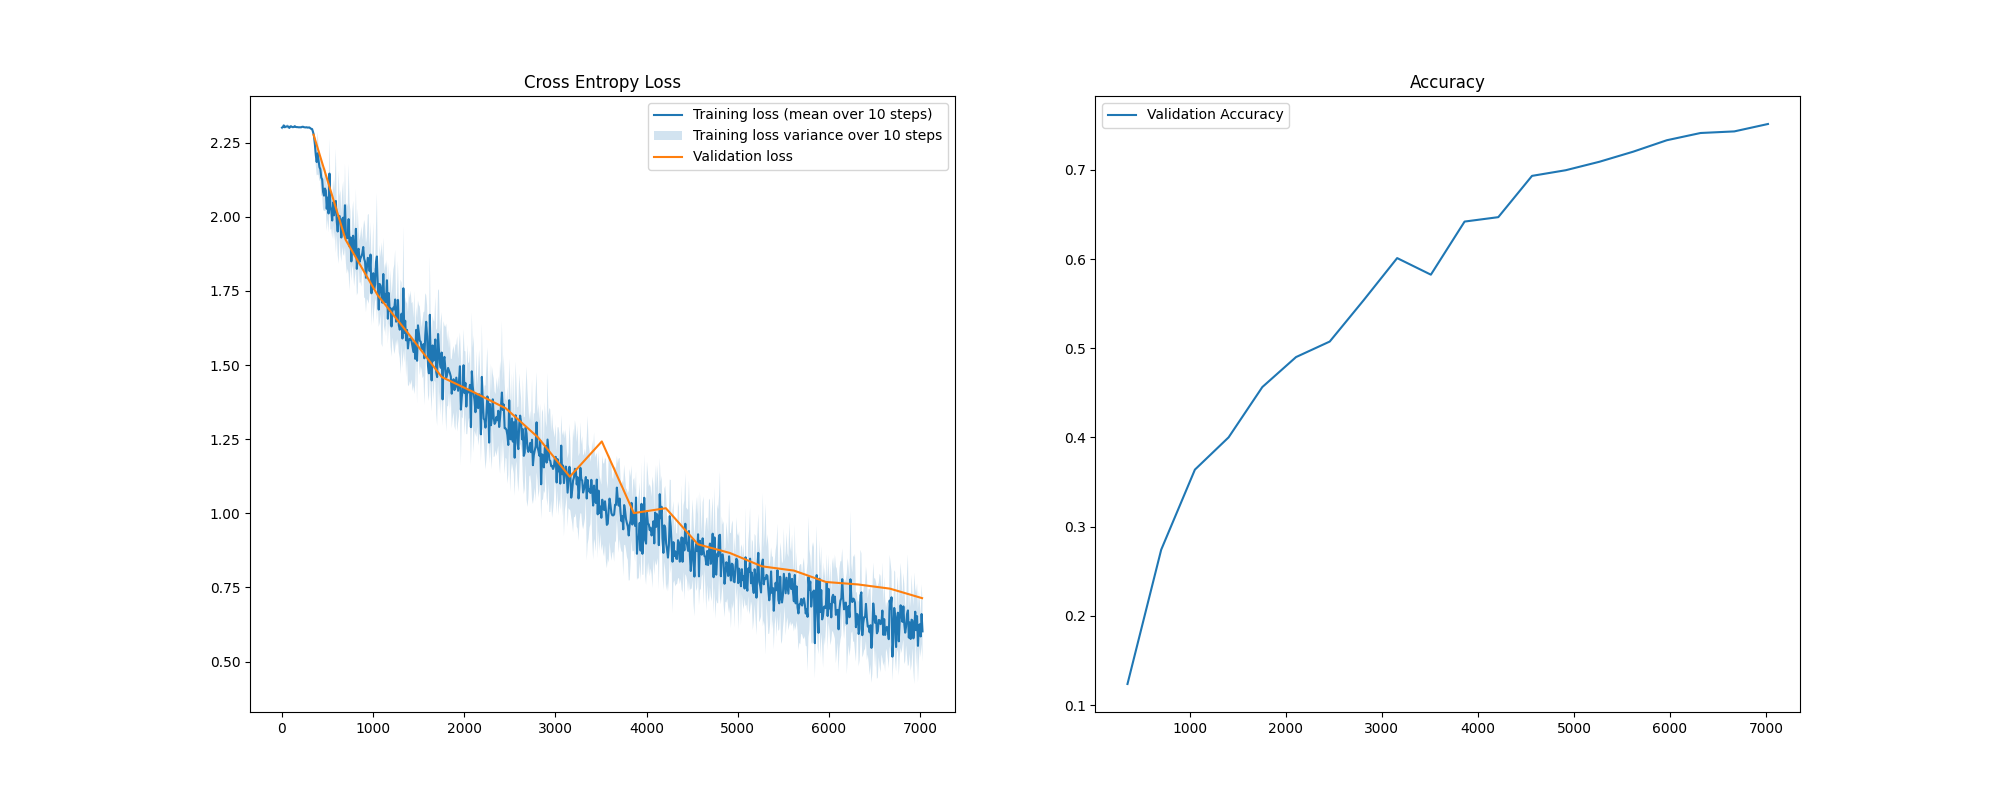 Cross Entropy Loss
Training loss (mean over 10 steps)
Training loss variance over 10 steps
Validation loss
2.25
2.00
1.75
1.50
1.25
1.00
0.75
0.50
0 1000 2000 3000 4000 5000 6000 7000
Accuracy
Validation Accuracy
0.7
0.6
0.5
0.4
0.3
0.2
0.1
1000 2000 3000 4000 5000 6000 7000